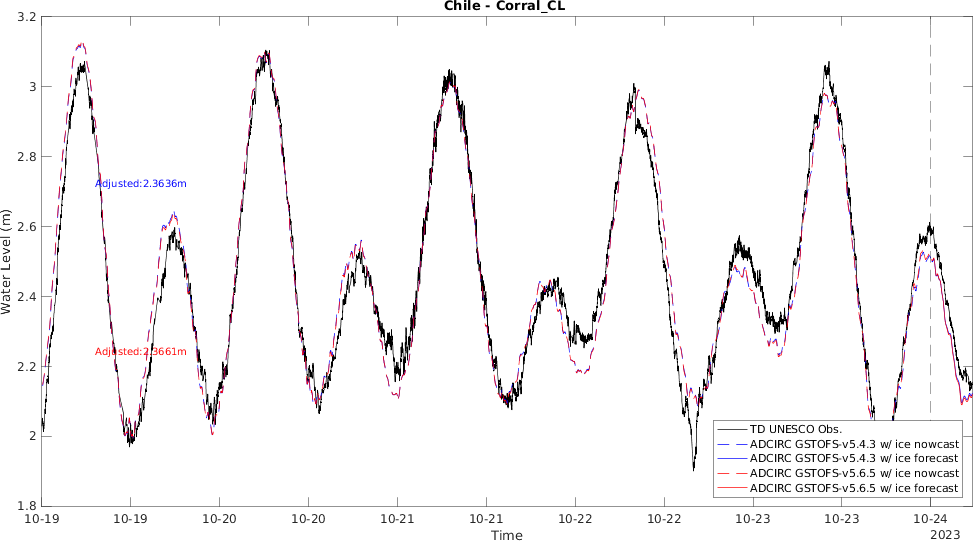 Chile - Corral_CL
3.2
3
2.8
2.6
2.4
2.2
2
1.8
Water Level (m)
Adjusted:2.3636m
Adjusted:2.3661m
TD UNESCO Obs.
ADCIRC GSTOFS-v5.4.3 w/ ice nowcast
ADCIRC GSTOFS-v5.4.3 w/ ice forecast
ADCIRC GSTOFS-v5.6.5 w/ ice nowcast
ADCIRC GSTOFS-v5.6.5 w/ ice forecast
10-19 10-19 10-20 10-20 10-21 10-21 10-22 10-22 10-23 10-23 10-24
2023
Time